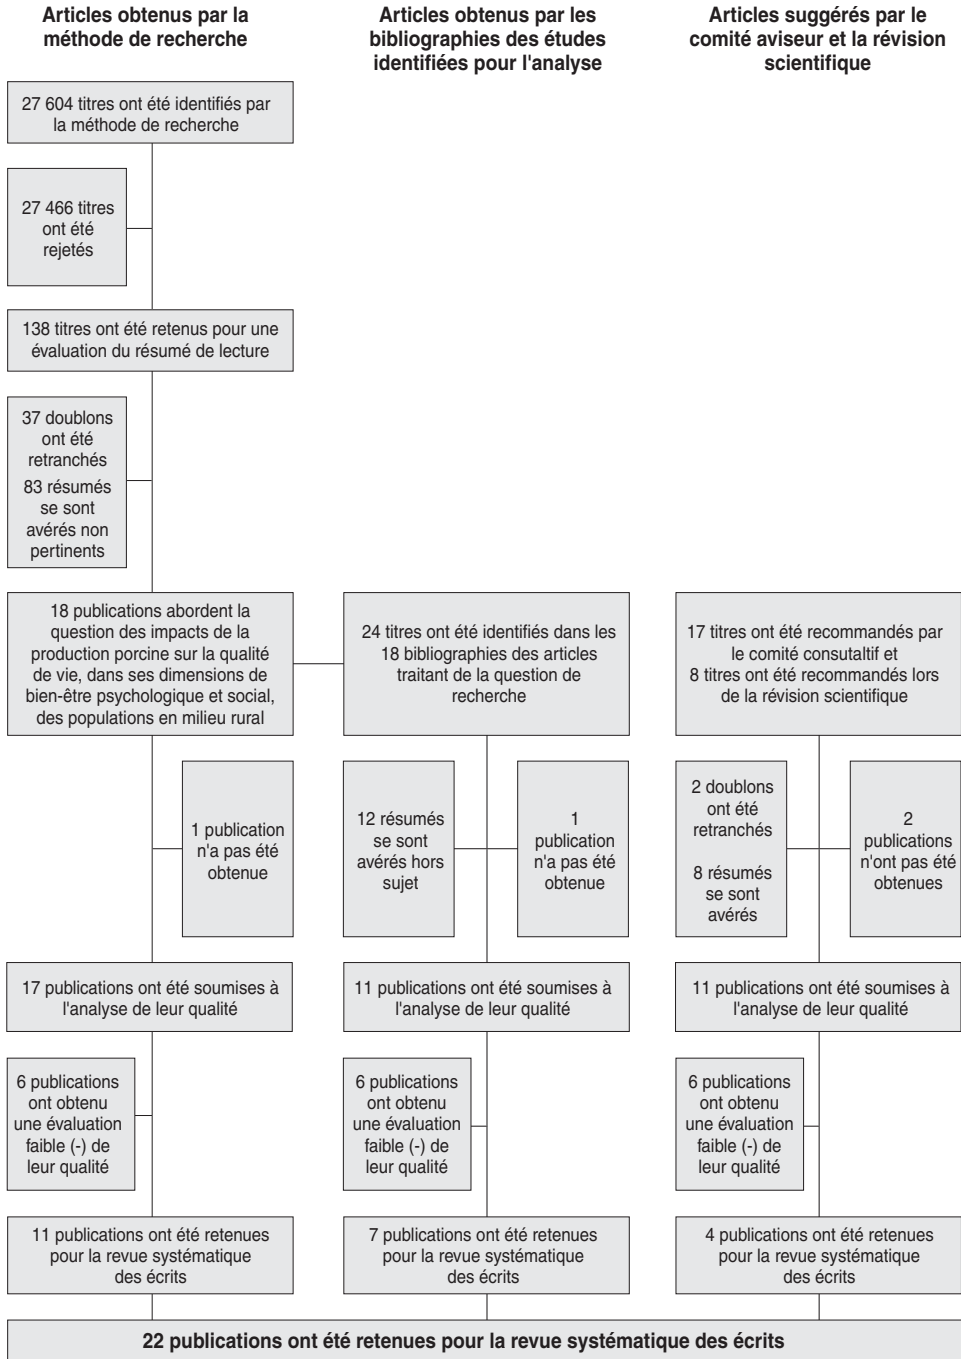 Articles obtenus par la
méthode de recherche
Articles obtenus par les
bibliographies des études
identifiées pour l'analyse
Articles suggérés par le
comité aviseur et la révision
scientifique
27 604 titres ont été identifiés par
la méthode de recherche
27 466 titres
ont été
rejetés
138 titres ont été retenus pour une
évaluation du résumé de lecture
37 doublons
ont été
retranchés
83 résumés
se sont
avérés non
pertinents
18 publications abordent la
question des impacts de la
production porcine sur la qualité
de vie, dans ses dimensions de
bien-être psychologique et social,
des populations en milieu rural
24 titres ont été identifiés dans les
18 bibliographies des articles
traitant de la question de
recherche
17 titres ont été recommandés par
le comité consutaltif et
8 titres ont été recommandés lors
de la révision scientifique
1 publication
n'a pas été
obtenue
12 résumés
se sont
avérés hors
sujet
1
publication
n'a pas été
obtenue
2 doublons
ont été
retranchés
8 résumés
se sont
avérés
2
publications
n'ont pas été
obtenues
17 publications ont été soumises à
l'analyse de leur qualité
11 publications ont été soumises à
l'analyse de leur qualité
11 publications ont été soumises à
l'analyse de leur qualité
6 publications
ont obtenu
une évaluation
faible (-) de
leur qualité
6 publications
ont obtenu
une évaluation
faible (-) de
leur qualité
6 publications
ont obtenu
une évaluation
faible (-) de
leur qualité
11 publications ont été retenues
pour la revue systématique
des écrits
7 publications ont été retenues
pour la revue systématique
des écrits
4 publications ont été retenues
pour la revue systématique
des écrits
22 publications ont été retenues pour la revue systématique des écrits